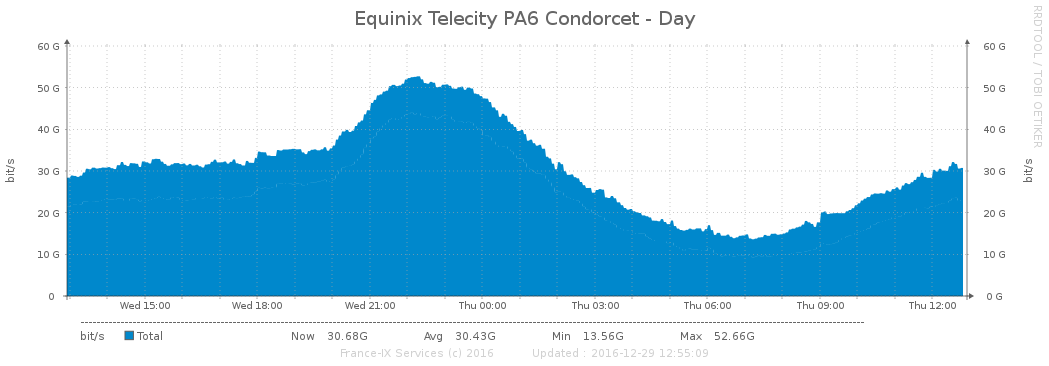 Equinix Telecity PA6 Condorcet - Day
RRDTOOL / TOBI OETIKER
60 G 60 G
50 G 50 G
40 G 40 G
30 G 30 G
20 G 20 G
10 G 10 G
0 0 G
bit/s
bit/s
Wed 15:00 Wed 18:00 Wed 21:00 Thu 00:00 Thu 03:00 Thu 06:00 Thu 09:00 Thu 12:00
bit/s Total Now 30.68G Avg 30.43G Min 13.56G Max 52.66G
France-IX Services (c) 2016 Updated : 2016-12-29 12:55:09